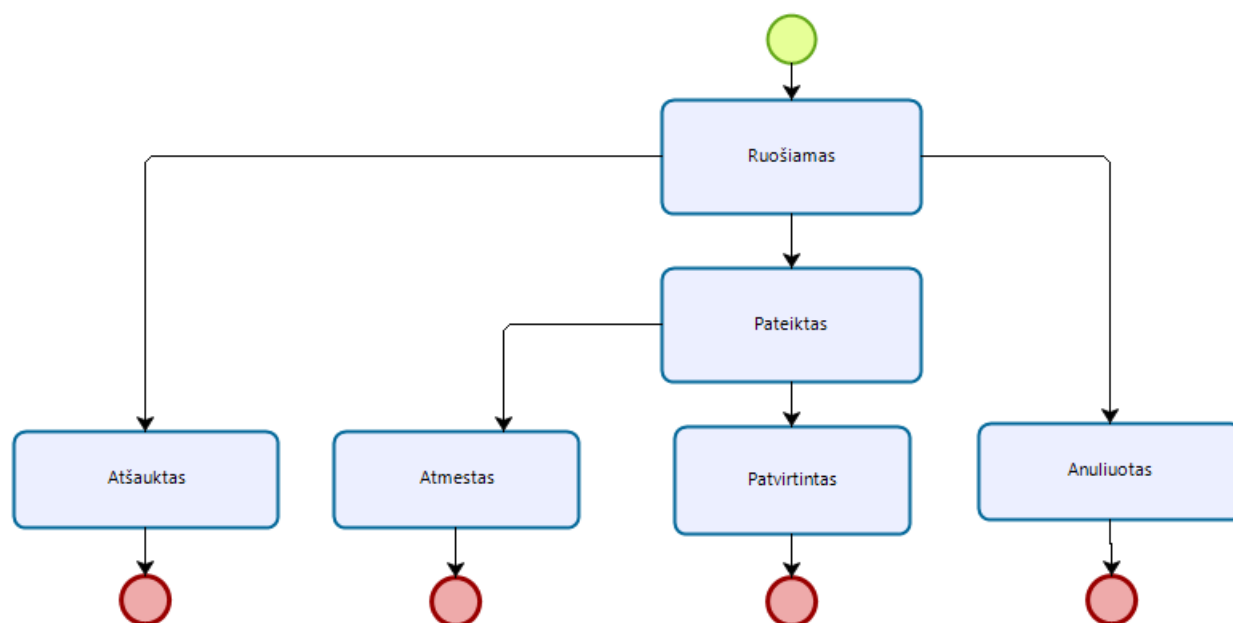 Ruošiamas
Pateiktas
Atšauktas
Atmestas
Patvirtintas
Anuliuotas